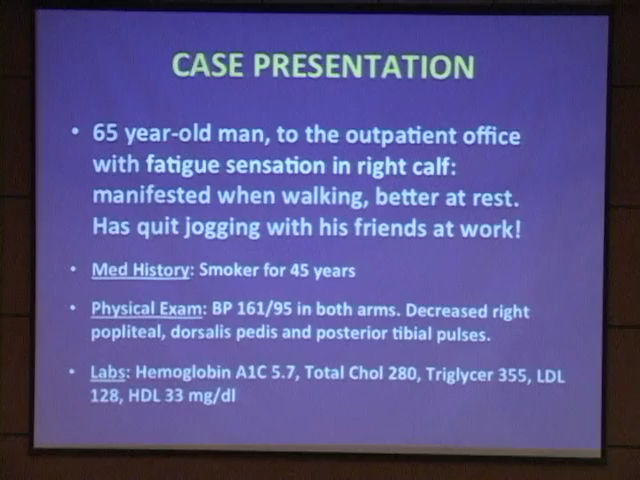 CASE PRESENTATION
• 65 year-old man, to the outpatient office
with fatigue sensation in right calf:
manifested when walking, better at rest.
Has quit jogging with his friends at work!
• Med History: Smoker for 45 years
• Physical Exam: BP 161/95 in both arms. Decreased right
popliteal, dorsalis pedis and posterior tibial pulses.
• Labs: Hemoglobin A1C 5.7, Total Chol 280, Triglycer 355, LDL
128, HDL 33 mg/dl